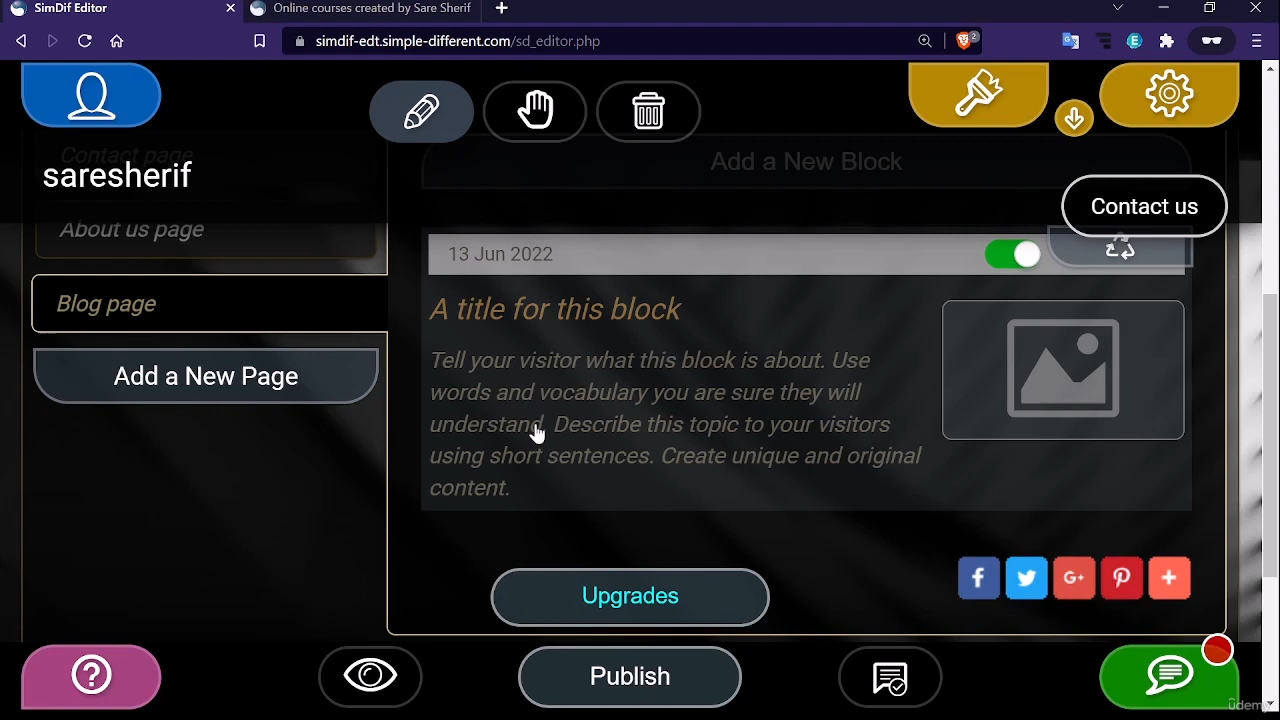 SimDif Editor
Online courses created by Sare Sherif
simdif-edt.simple-different.com/sd_editor.php
2
E
Contact page
Add a New Block
saresherif
Contact us
About us page
13 Jun 2022
Blog page
A title for this block
Add a New Page
Tell your visitor what this block is about. Use
words and vocabulary you are sure they will
understand. Describe this topic to your visitors
using short sentences. Create unique and original
content.
Upgrades
f
G+
+
?
Publish
ûdemy